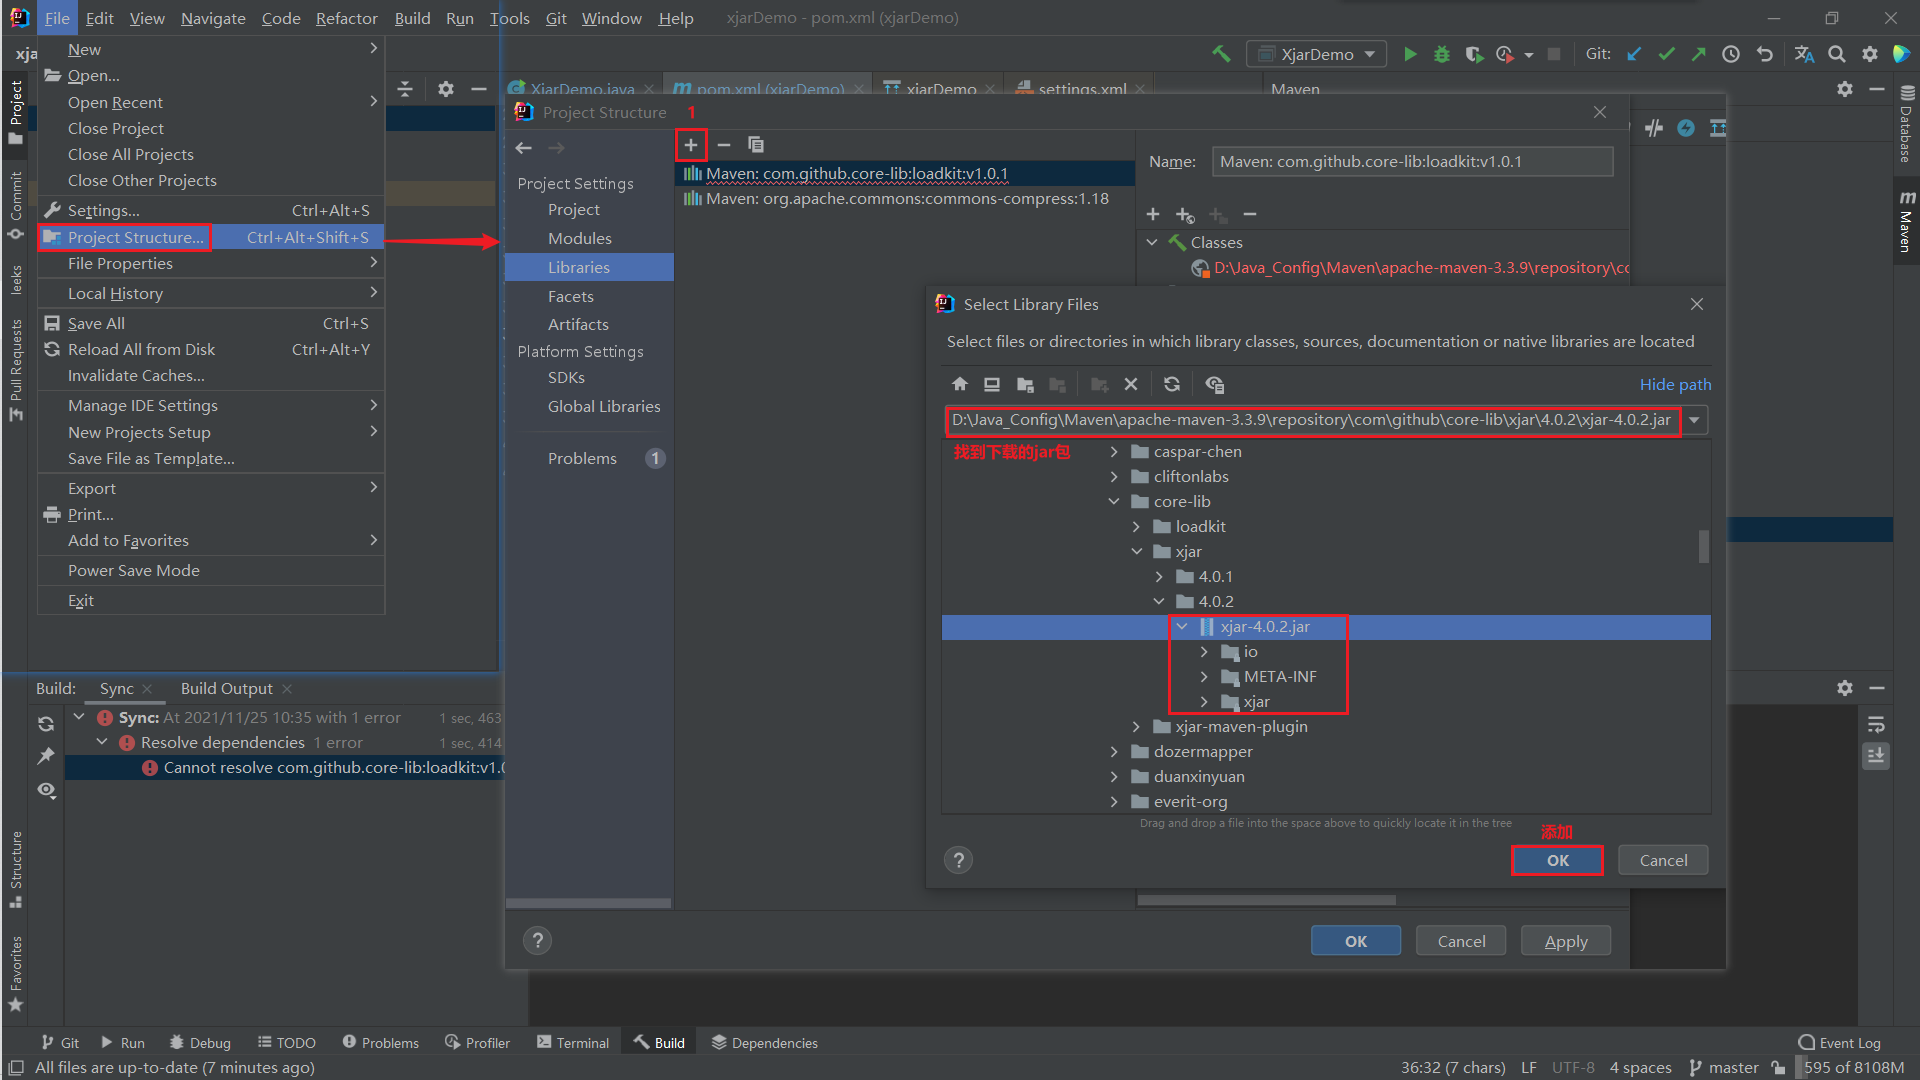 File Edit View Navigate Code Refactor Build Run Tools Git Window Help xjarDemo - pom.xml (xjarDemo)
XjarDemo Git:
New
Open...
Open Recent
Close Project
Close All Projects
Close Other Projects
Settings... Ctrl+Alt+S
Project Structure... Ctrl+Alt+Shift+S
File Properties
Local History
Save All Ctrl+S
Reload All from Disk Ctrl+Alt+Y
Invalidate Caches...
Manage IDE Settings
New Projects Setup
Save File as Template...
Export
Print...
Add to Favorites
Power Save Mode
Exit
Project
Commit
leeks
Pull Requests
Structure
Favorites
XjarDemo.java pom.xml (xjarDemo) xjarDemo settings.xml Maven
Database
Maven
Project Structure 1
Project Settings
Project
Modules
Libraries
Facets
Artifacts
Platform Settings
SDKs
Global Libraries
Problems 1
Maven: com.github.core-lib:loadkit:v1.0.1
Maven: org.apache.commons:commons-compress:1.18
Name: Maven: com.github.core-lib:loadkit:v1.0.1
Classes
D:\Java_Config\Maven\apache-maven-3.3.9\repository\co
Select Library Files
Select files or directories in which library classes, sources, documentation or native libraries are located
Hide path
D:\Java_Config\Maven\apache-maven-3.3.9\repository\com\github\core-lib\xjar\4.0.2\xjar-4.0.2.jar
找到下载的jar包
caspar-chen
cliftonlabs
core-lib
loadkit
xjar
4.0.1
4.0.2
xjar-4.0.2.jar
io
META-INF
xjar
xjar-maven-plugin
dozermapper
duanxinyuan
everit-org
Drag and drop a file into the space above to quickly locate it in the tree
添加
? OK Cancel
? OK Cancel Apply
Build: Sync Build Output
Sync: At 2021/11/25 10:35 with 1 error 1 sec, 463
Resolve dependencies 1 error 1 sec, 414
Cannot resolve com.github.core-lib:loadkit:v1.0
Git Run Debug TODO Problems Profiler Terminal Build Dependencies Event Log
All files are up-to-date (7 minutes ago) 36:32 (7 chars) LF UTF-8 4 spaces master 595 of 8108M